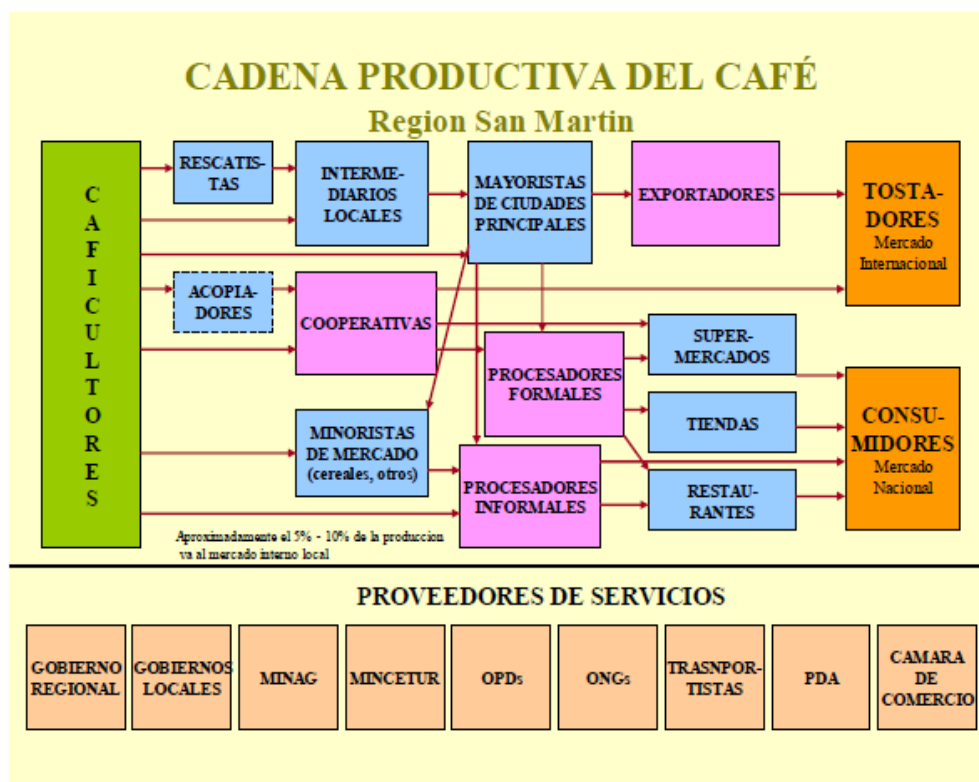 CADENA PRODUCTIVA DEL CAFÉ
Region San Martin
C
A
F
I
C
U
L
T
O
R
E
S
RESCATIS-
TAS
INTERME-
DIARIOS
LOCALES
MAYORISTAS
DE CIUDADES
PRINCIPALES
EXPORTADORES
TOSTA-
DORES
Mercado
Internacional
ACOPIA-
DORES
COOPERATIVAS
SUPER-
MERCADOS
PROCESADORES
FORMALES
TIENDAS
CONSU-
MIDORES
Mercado
Nacional
MINORISTAS
DE MERCADO
(cereales, otros)
PROCESADORES
INFORMALES
RESTAU-
RANTES
Aproximadamente el 5% - 10% de la produccion
va al mercado interno local
PROVEEDORES DE SERVICIOS
GOBIERNO
REGIONAL
GOBIERNOS
LOCALES
MINAG
MINCETUR
OPDs
ONGs
TRASNPOR-
TISTAS
PDA
CAMARA
DE
COMERCIO